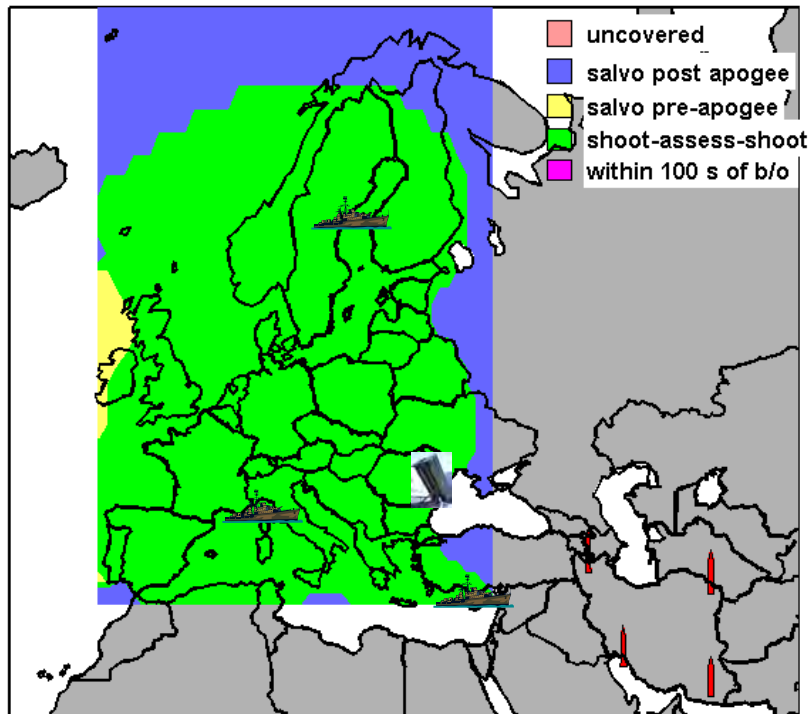 uncovered
salvo post apogee
salvo pre-apogee
shoot-assess-shoot
within 100 s of b/o